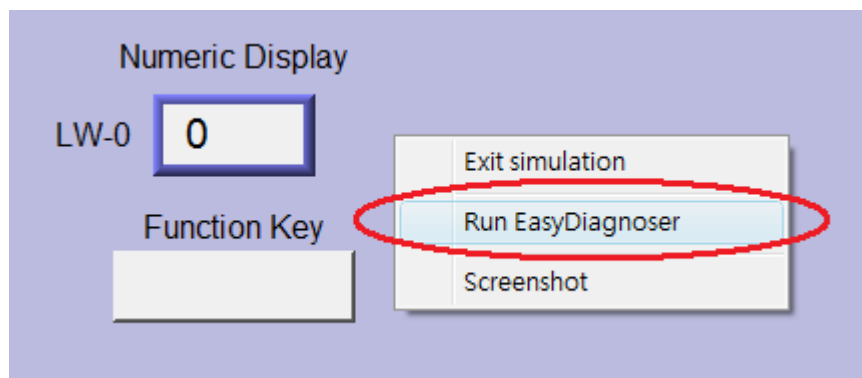 Numeric Display
LW-0
0
Function Key
Exit simulation
Run EasyDiagnoser
Screenshot